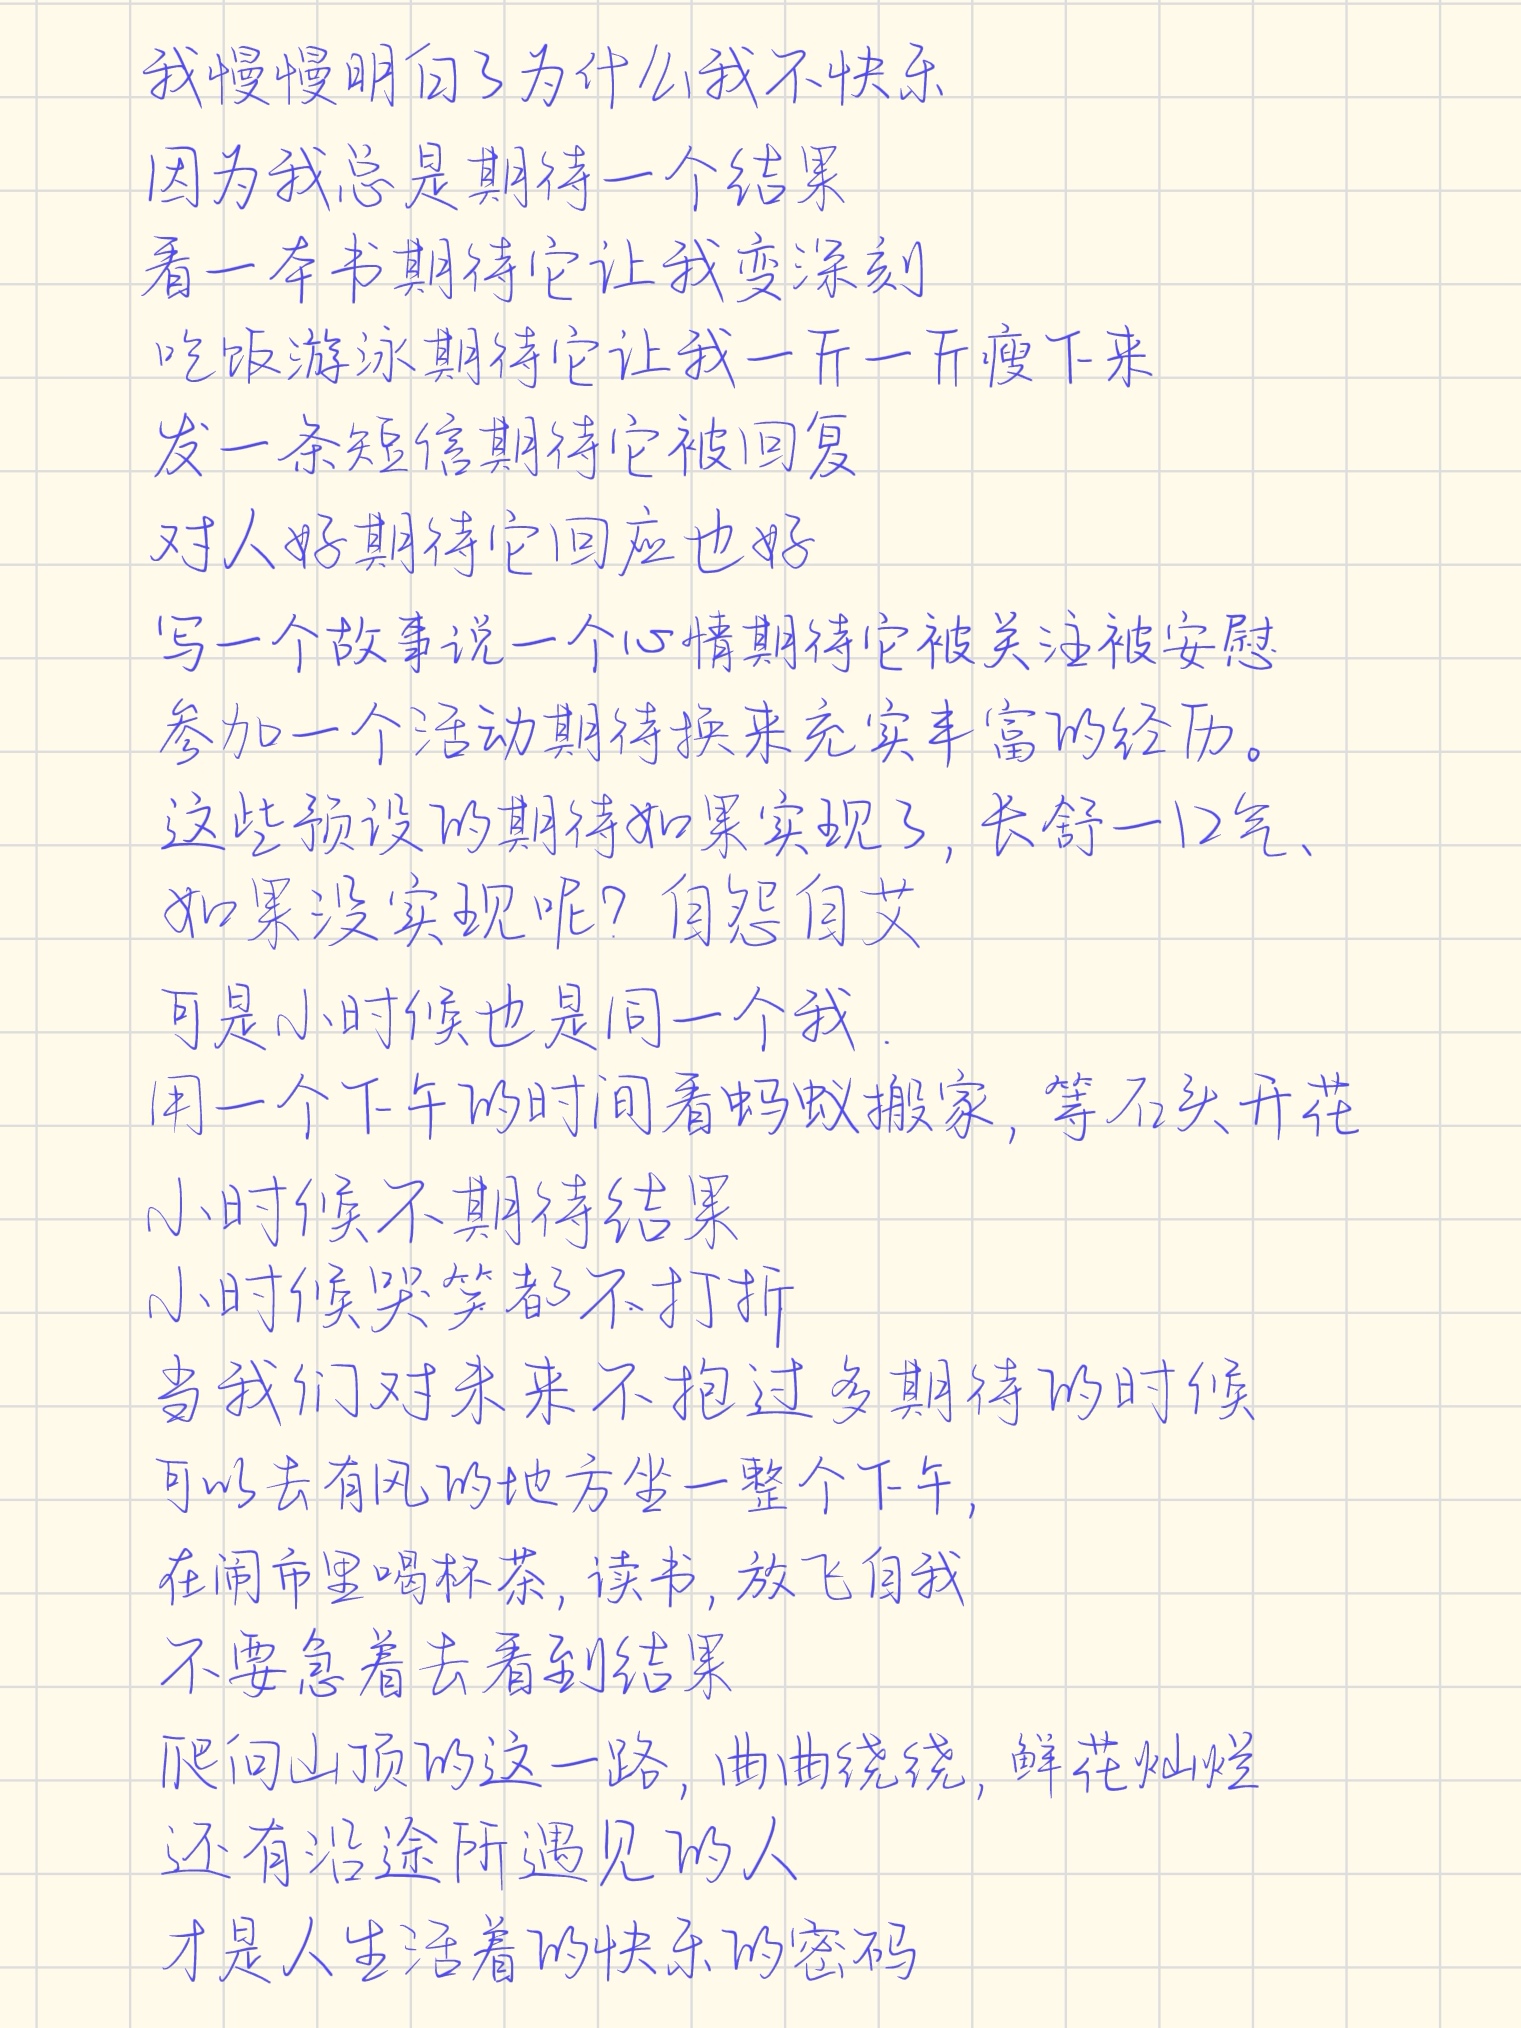 我慢慢明白了为什么我不快乐
因为我总是期待一个结果
看一本书期待它让我变深刻
吃饭游泳期待它让我一斤一斤瘦下来
发一条短信期待它被回复
对人好期待它回应也好
写一个故事说一个心情期待它被关注被安慰
参加一个活动期待换来充实丰富的经历。
这些预设的期待如果实现了,长舒一口气、
如果没实现呢?自怨自艾
可是小时候也是同一个我.
用一个下午的时间看蚂蚁搬家,等石头开花
小时候不期待结果
小时候哭笑都不打折
当我们对未来不抱过多期待的时候
可以去有风的地方坐一整个下午,
在闹市里喝杯茶,读书,放飞自我
不要急着去看到结果
爬向山顶的这一路,曲曲绕绕,鲜花灿烂
还有沿途所遇见的人
才是人生活着的快乐的密码